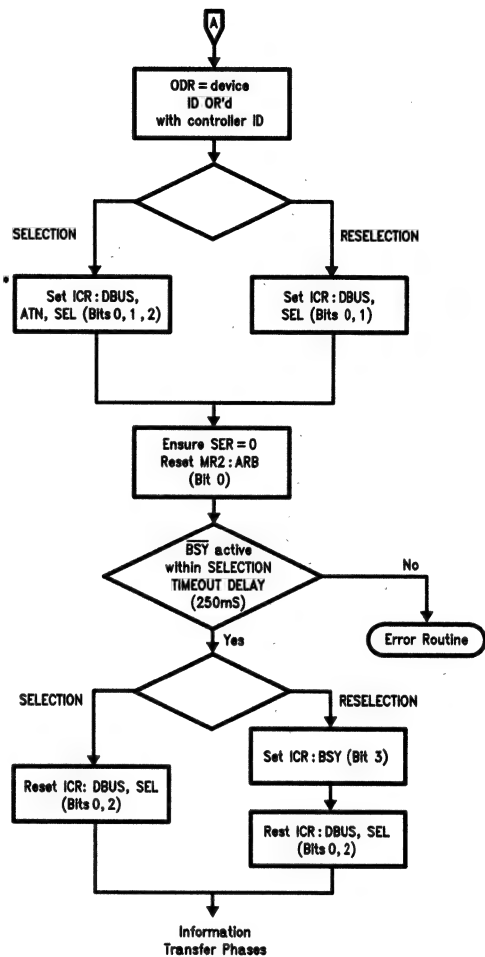 A
ODR = device
ID OR'd
with controller ID
SELECTION
RESELECTION
*
Set ICR : DBUS,
ATN, SEL (Bits 0, 1 , 2)
Set ICR : DBUS,
SEL (Bits 0, 1)
Ensure SER = 0
Reset MR2 : ARB
(Bit 0)
B̅S̅Y̅ active
within SELECTION
TIMEOUT DELAY
(250mS)
No
Error Routine
Yes
SELECTION
RESELECTION
Set ICR : BSY (Bit 3)
Reset ICR: DBUS, SEL
(Bits 0, 2)
Rest ICR : DBUS, SEL
(Bits 0, 2)
Information
Transfer Phases